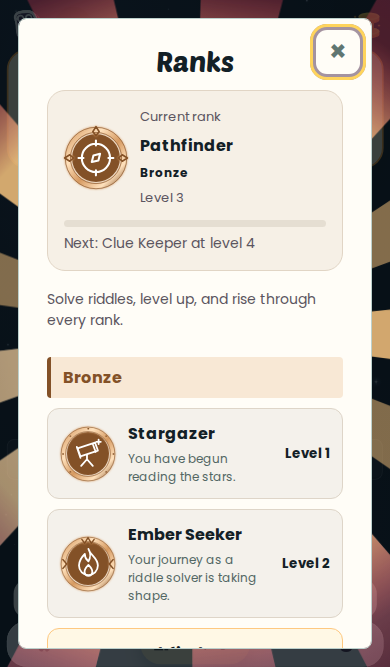 Ranks
✖
Current rank
Pathfinder
Bronze
Level 3
Next: Clue Keeper at level 4
Solve riddles, level up, and rise through
every rank.
Bronze
Stargazer
You have begun
reading the stars.
Level 1
Ember Seeker
Your journey as a
riddle solver is taking
shape.
Level 2